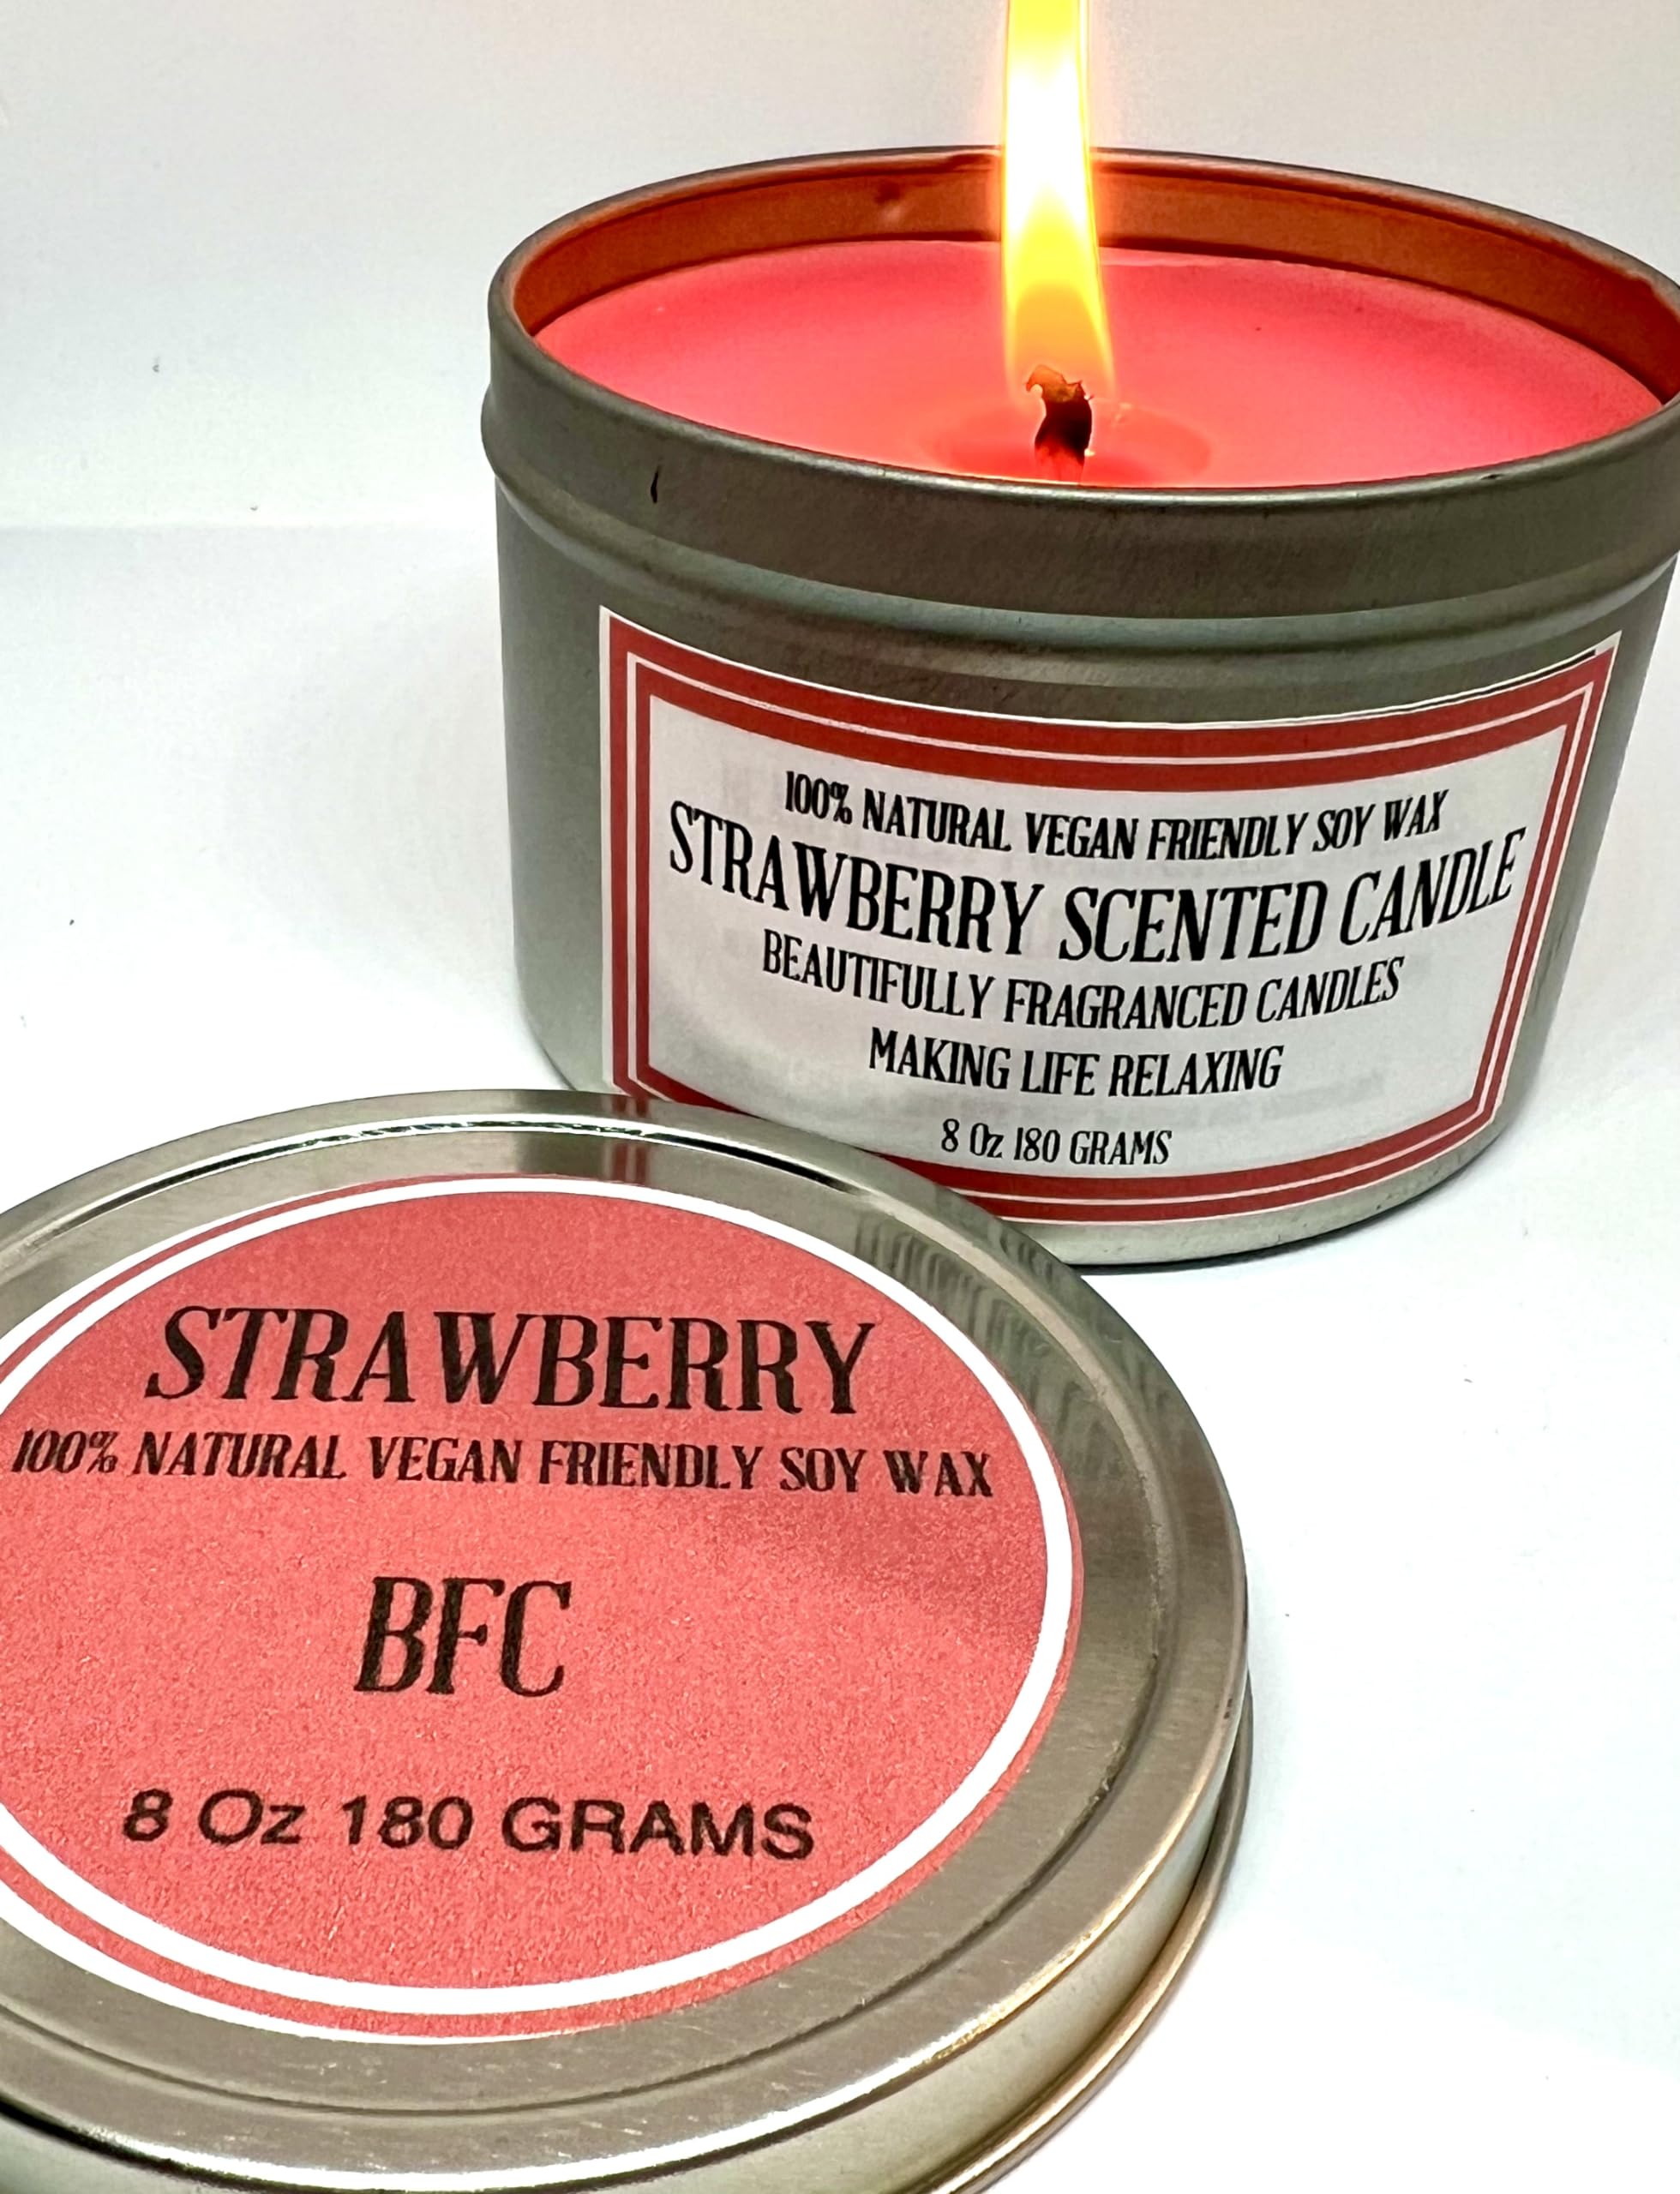 100% NATURAL VEGAN FRIENDLY SOY WAX
STRAWBERRY SCENTED CANDLE
BEAUTIFULLY FRAGRANCED CANDLES
MAKING LIFE RELAXING
8 Oz 180 GRAMS
STRAWBERRY
100% NATURAL VEGAN FRIENDLY SOY WAX
BFC
8 Oz 180 GRAMS